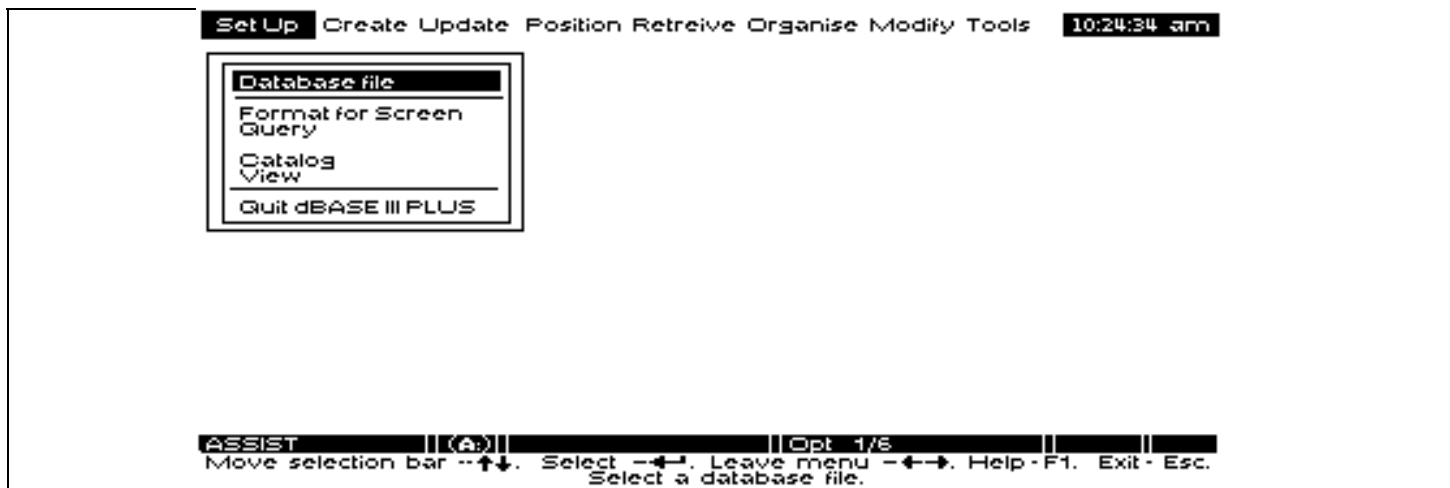 Set Up Create Update Position Retreive Organise Modify Tools 10:24:34 am
Database file
Format for Screen
Query
Catalog
View
Quit dBASE III PLUS
ASSIST (A:) Opt 1/6
Move selection bar --↑↓. Select -←┘. Leave menu -←→. Help - F1. Exit - Esc.
Select a database file.